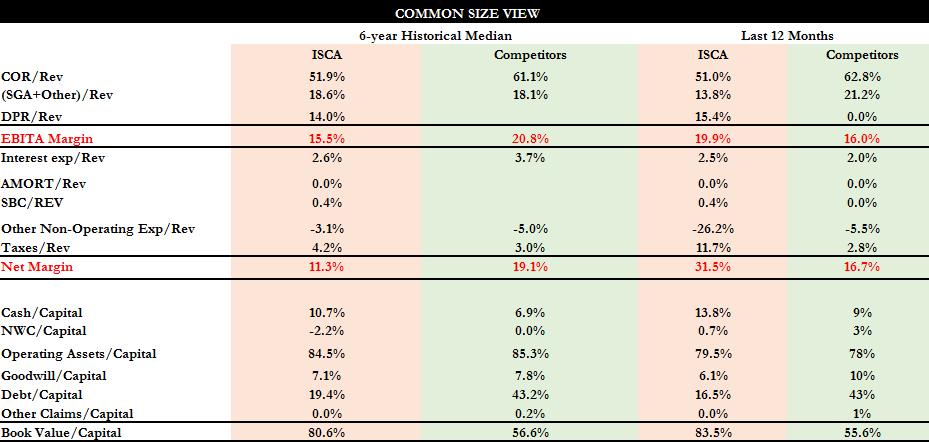 COMMON SIZE VIEW
6-year Historical Median Last 12 Months
ISCA Competitors ISCA Competitors
COR/Rev 51.9% 61.1% 51.0% 62.8%
(SGA+Other)/Rev 18.6% 18.1% 13.8% 21.2%
DPR/Rev 14.0% 15.4% 0.0%
EBITA Margin 15.5% 20.8% 19.9% 16.0%
Interest exp/Rev 2.6% 3.7% 2.5% 2.0%
AMORT/Rev 0.0% 0.0% 0.0%
SBC/REV 0.4% 0.4% 0.0%
Other Non-Operating Exp/Rev -3.1% -5.0% -26.2% -5.5%
Taxes/Rev 4.2% 3.0% 11.7% 2.8%
Net Margin 11.3% 19.1% 31.5% 16.7%
Cash/Capital 10.7% 6.9% 13.8% 9%
NWC/Capital -2.2% 0.0% 0.7% 3%
Operating Assets/Capital 84.5% 85.3% 79.5% 78%
Goodwill/Capital 7.1% 7.8% 6.1% 10%
Debt/Capital 19.4% 43.2% 16.5% 43%
Other Claims/Capital 0.0% 0.2% 0.0% 1%
Book Value/Capital 80.6% 56.6% 83.5% 55.6%